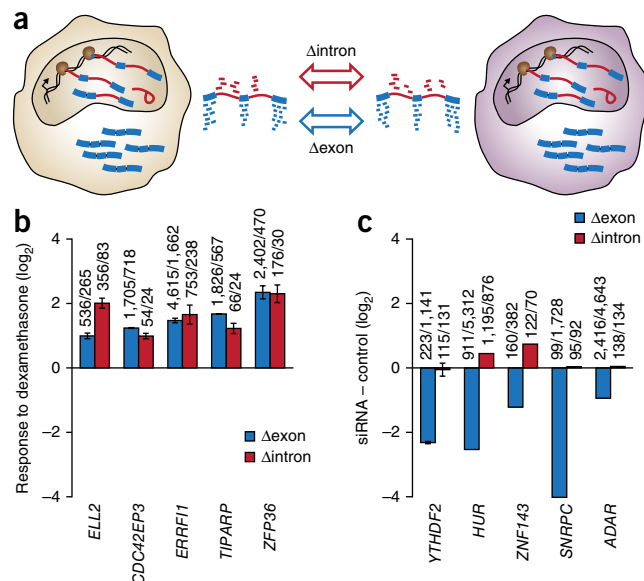 a
Δintron
Δexon
b
Response to dexamethasone (log2)
4
2
0
−2
−4
536/265
356/83
1,705/718
54/24
4,615/1,662
753/238
1,826/567
66/24
2,402/470
176/30
Δexon
Δintron
ELL2
CDC42EP3
ERRFI1
TIPARP
ZFP36
c
Δexon
Δintron
siRNA – control (log2)
4
2
0
−2
−4
223/1,141
115/131
911/5,312
1,195/876
160/382
122/70
99/1,728
95/92
2,416/4,643
138/134
YTHDF2
HUR
ZNF143
SNRPC
ADAR